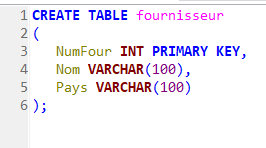 1 CREATE TABLE fournisseur
2 (
3 NumFour INT PRIMARY KEY,
4 Nom VARCHAR(100),
5 Pays VARCHAR(100)
6 );